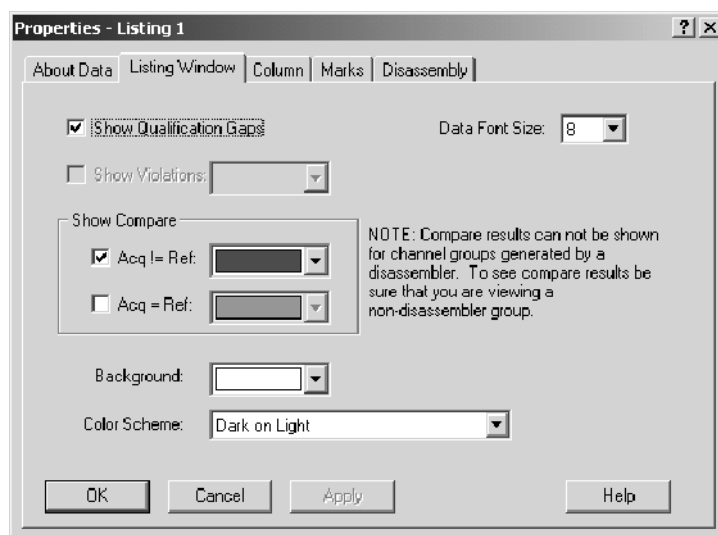 Properties - Listing 1
About Data Listing Window Column Marks Disassembly
Show Qualification Gaps
Data Font Size: 8
Show Violations:
Show Compare
Acq != Ref:
Acq = Ref:
NOTE: Compare results can not be shown
for channel groups generated by a
disassembler. To see compare results be
sure that you are viewing a
non-disassembler group.
Background:
Color Scheme: Dark on Light
OK Cancel Apply Help